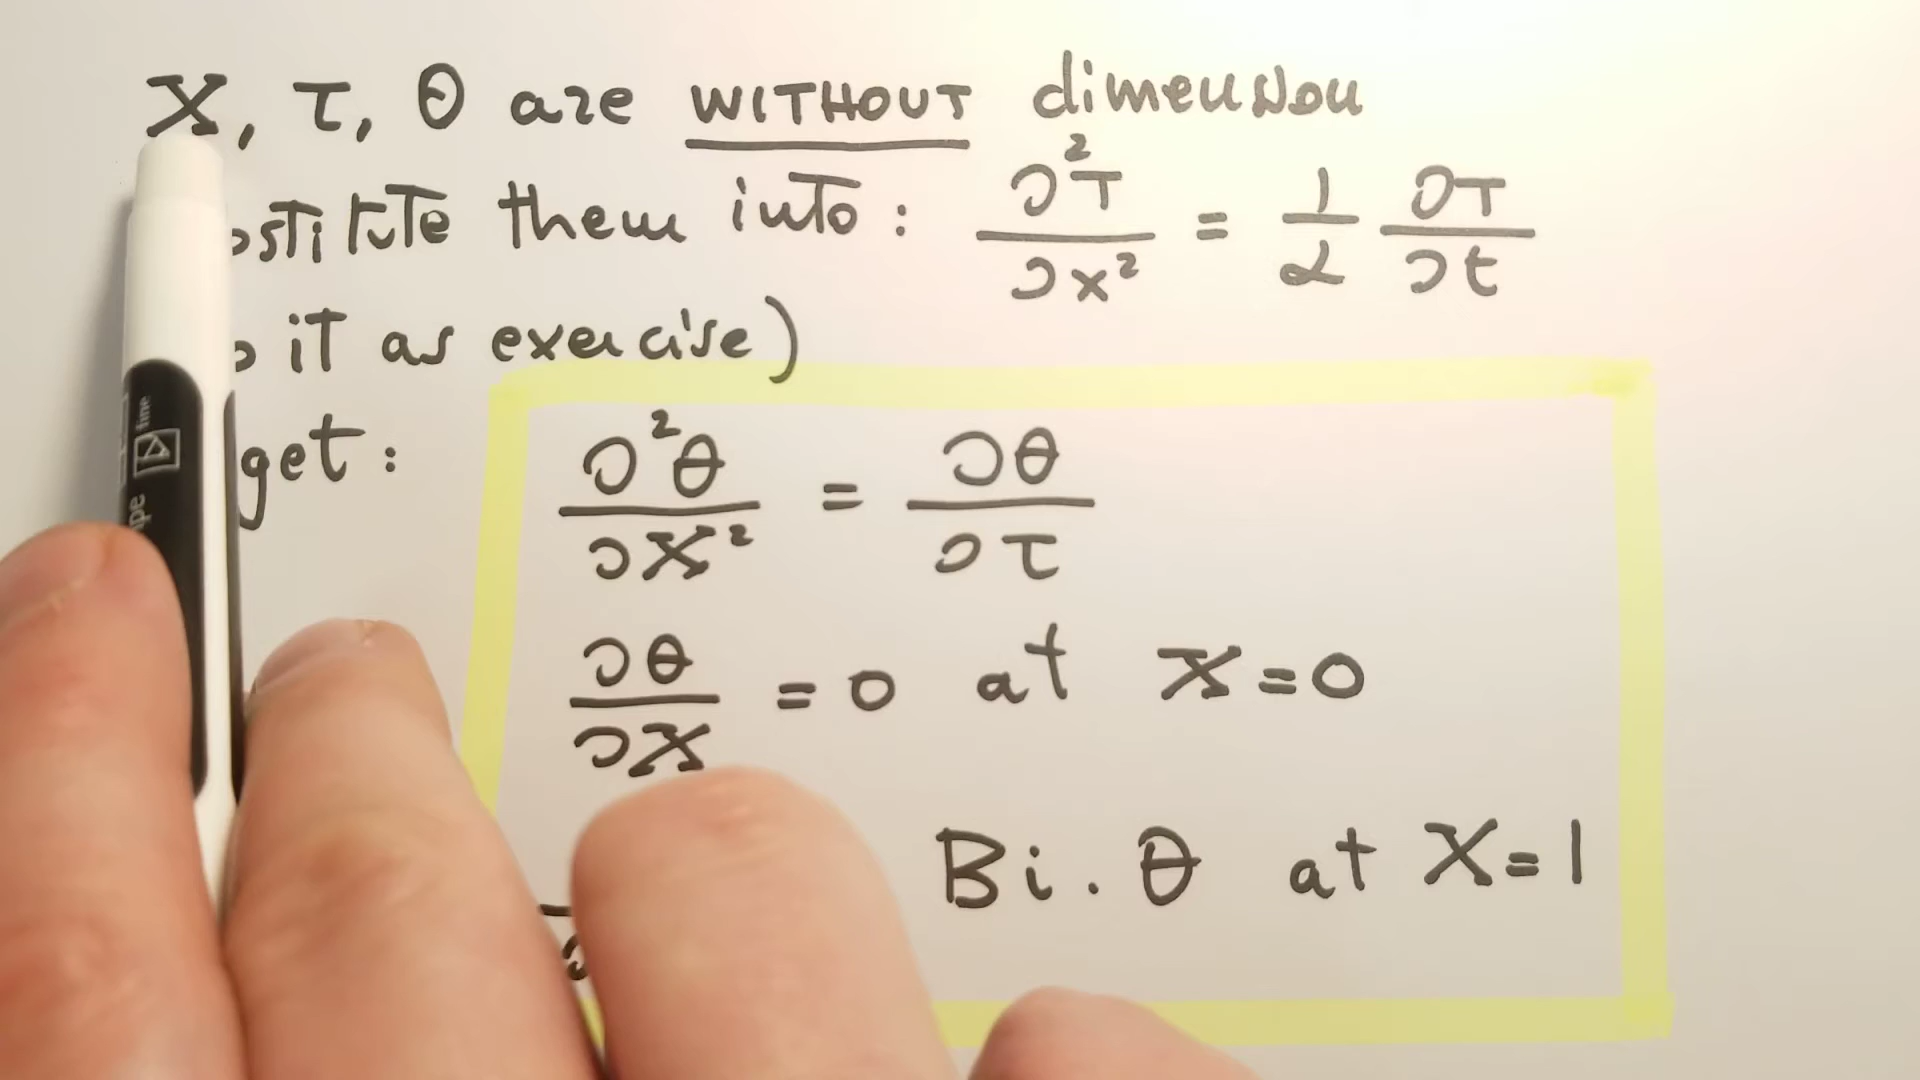 X, τ, θ are WITHOUT dimension
them into: ∂²T/∂x² = 1/α ∂T/∂t
it as exercise)
get: ∂²θ/∂X² = ∂θ/∂τ
∂θ/∂X = 0 at X=0
Bi . θ at X=1
fine